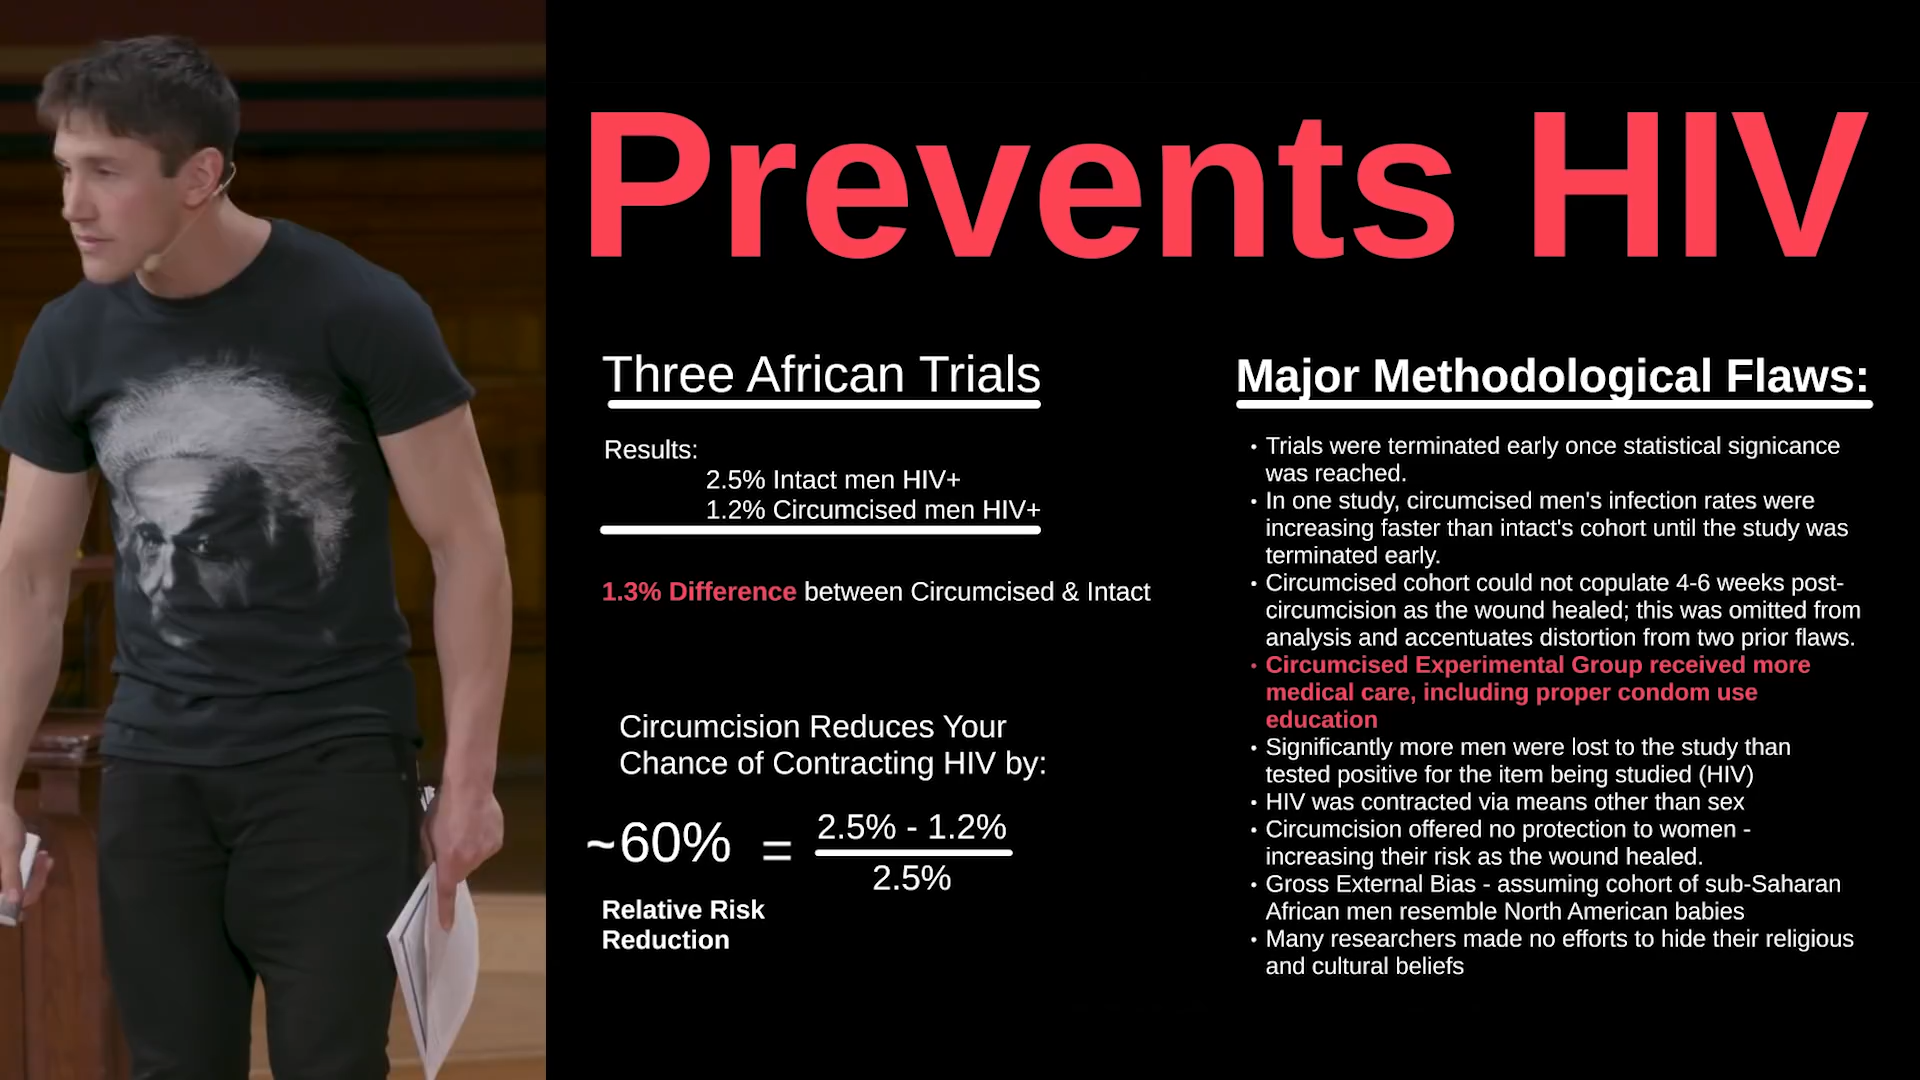 Prevents HIV
Three African Trials
Results:
2.5% Intact men HIV+
1.2% Circumcised men HIV+
1.3% Difference between Circumcised & Intact
Circumcision Reduces Your
Chance of Contracting HIV by:
~60% = 2.5% - 1.2%
2.5%
Relative Risk
Reduction
Major Methodological Flaws:
• Trials were terminated early once statistical signicance
was reached.
• In one study, circumcised men's infection rates were
increasing faster than intact's cohort until the study was
terminated early.
• Circumcised cohort could not copulate 4-6 weeks post-
circumcision as the wound healed; this was omitted from
analysis and accentuates distortion from two prior flaws.
• Circumcised Experimental Group received more
medical care, including proper condom use
education
• Significantly more men were lost to the study than
tested positive for the item being studied (HIV)
• HIV was contracted via means other than sex
• Circumcision offered no protection to women -
increasing their risk as the wound healed.
• Gross External Bias - assuming cohort of sub-Saharan
African men resemble North American babies
• Many researchers made no efforts to hide their religious
and cultural beliefs